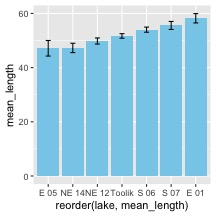 60
40
20
0
mean_length
E 05 NE 14 NE 12 Toolik S 06 S 07 E 01
reorder(lake, mean_length)